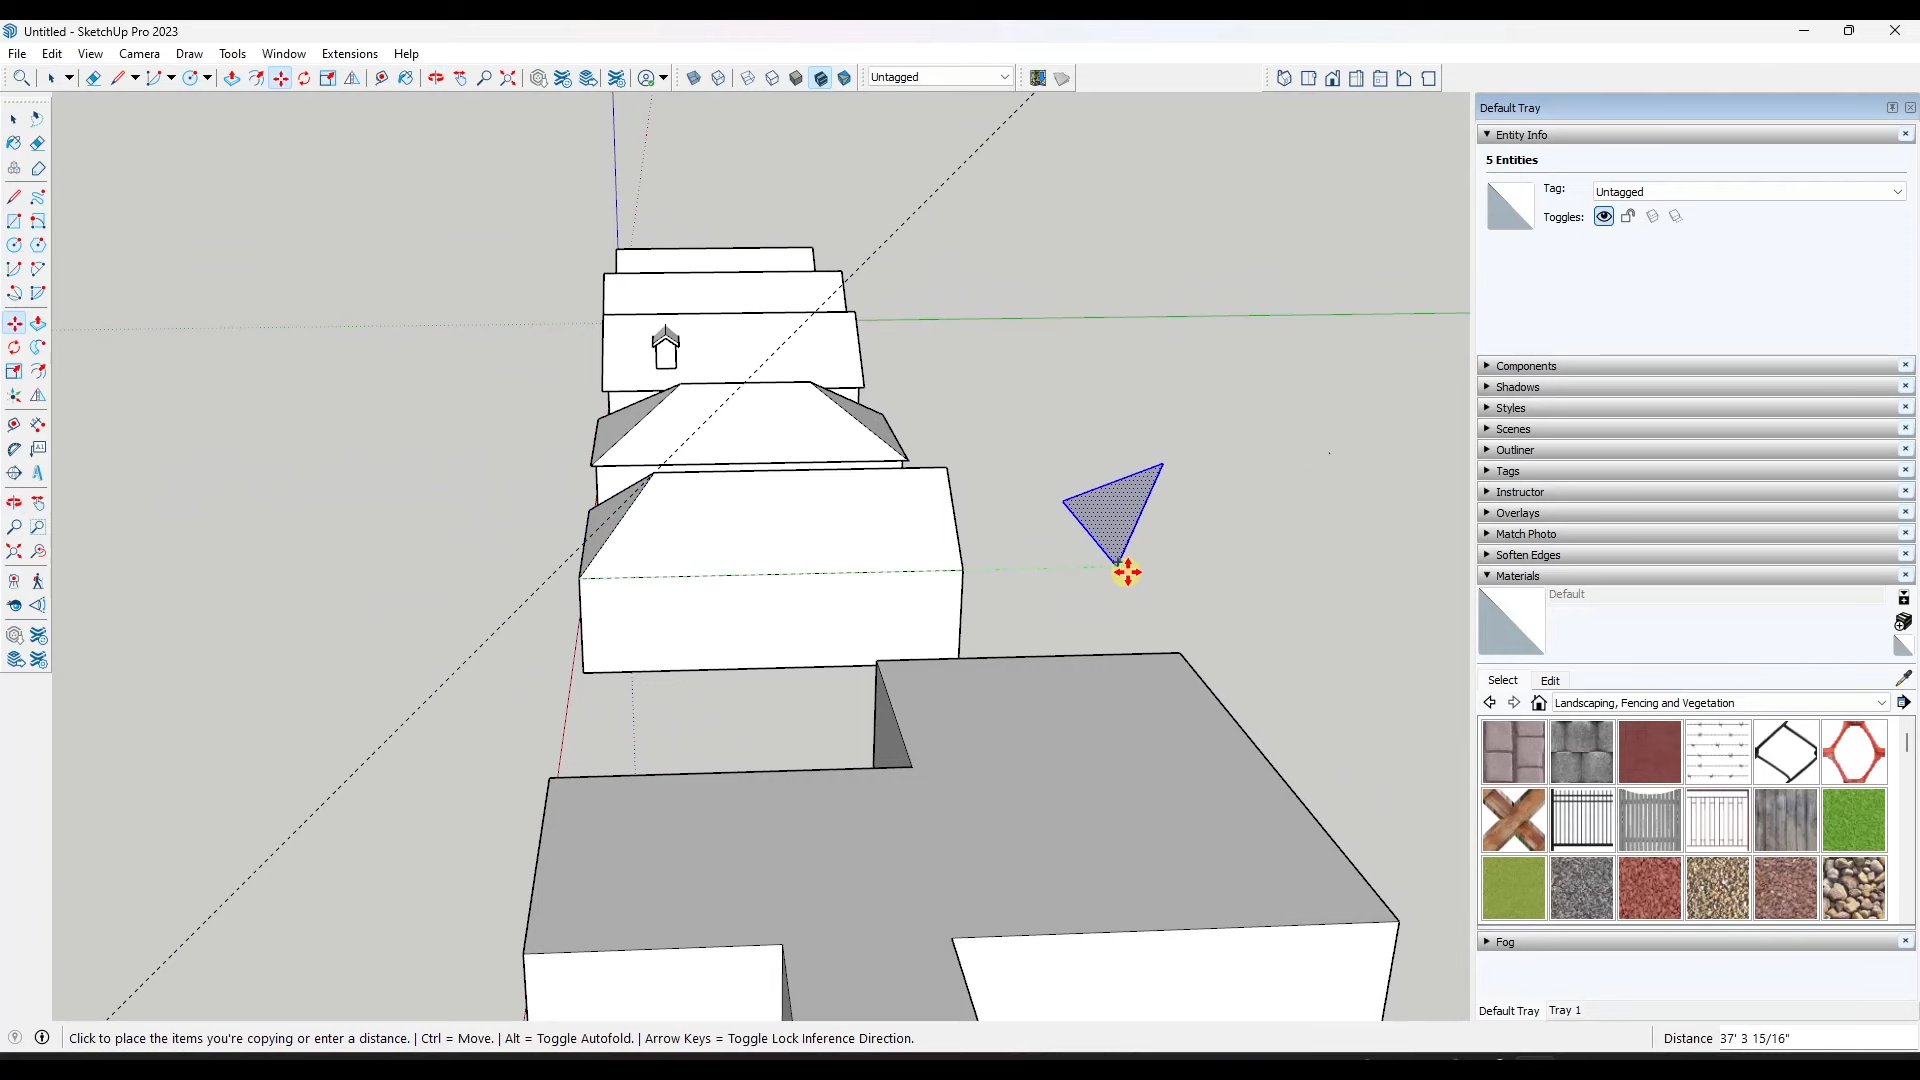 Untitled - SketchUp Pro 2023
File Edit View Camera Draw Tools Window Extensions Help
Untagged
Default Tray
Entity Info
5 Entities
Tag: Untagged
Toggles:
Components
Shadows
Styles
Scenes
Outliner
Tags
Instructor
Overlays
Match Photo
Soften Edges
Materials
Default
Select Edit
Landscaping, Fencing and Vegetation
Fog
Default Tray Tray 1
Click to place the items you're copying or enter a distance. | Ctrl = Move. | Alt = Toggle Autofold. | Arrow Keys = Toggle Lock Inference Direction.
Distance 37' 3 15/16"